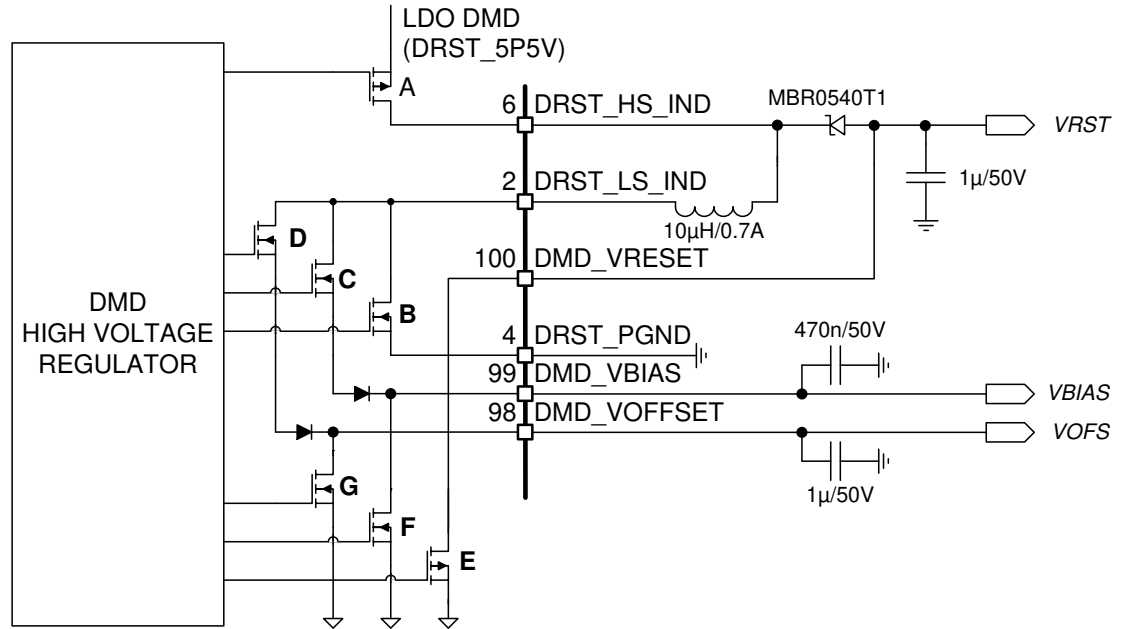 LDO DMD
(DRST_5P5V)
A
6 DRST_HS_IND
MBR0540T1
VRST
1µ/50V
2 DRST_LS_IND
10µH/0.7A
D
C
B
100 DMD_VRESET
DMD
HIGH VOLTAGE
REGULATOR
4 DRST_PGND
470n/50V
99 DMD_VBIAS
VBIAS
98 DMD_VOFFSET
VOFS
1µ/50V
G
F
E